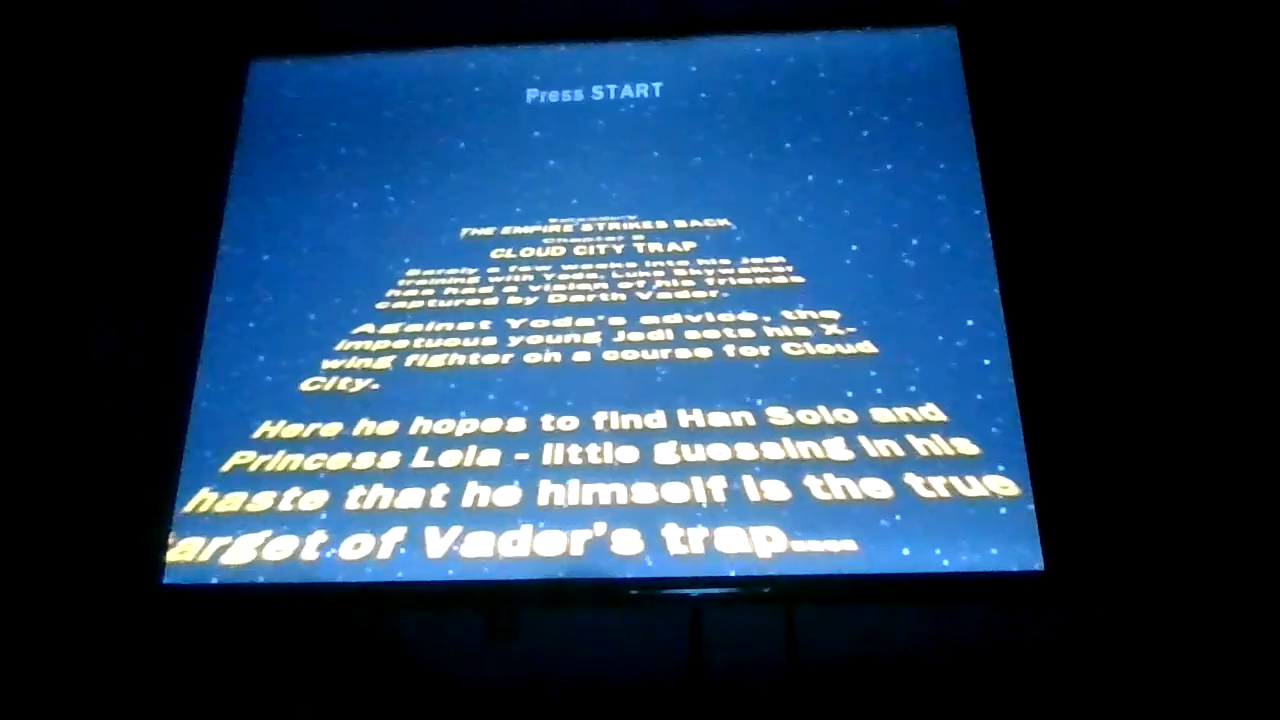 Press START
THE EMPIRE STRIKES BACK
Chapter
CLOUD CITY TRAP
Barely a few weeks into his Jedi
training with Yoda, Luke Skywalker
has had a vision of his friends
captured by Darth Vader.
Against Yoda's advice, the
impetuous young Jedi sets his X-
wing fighter on a course for Cloud
City.
Here he hopes to find Han Solo and
Princess Leia - little guessing in his
haste that he himself is the true
arget of Vader's trap....